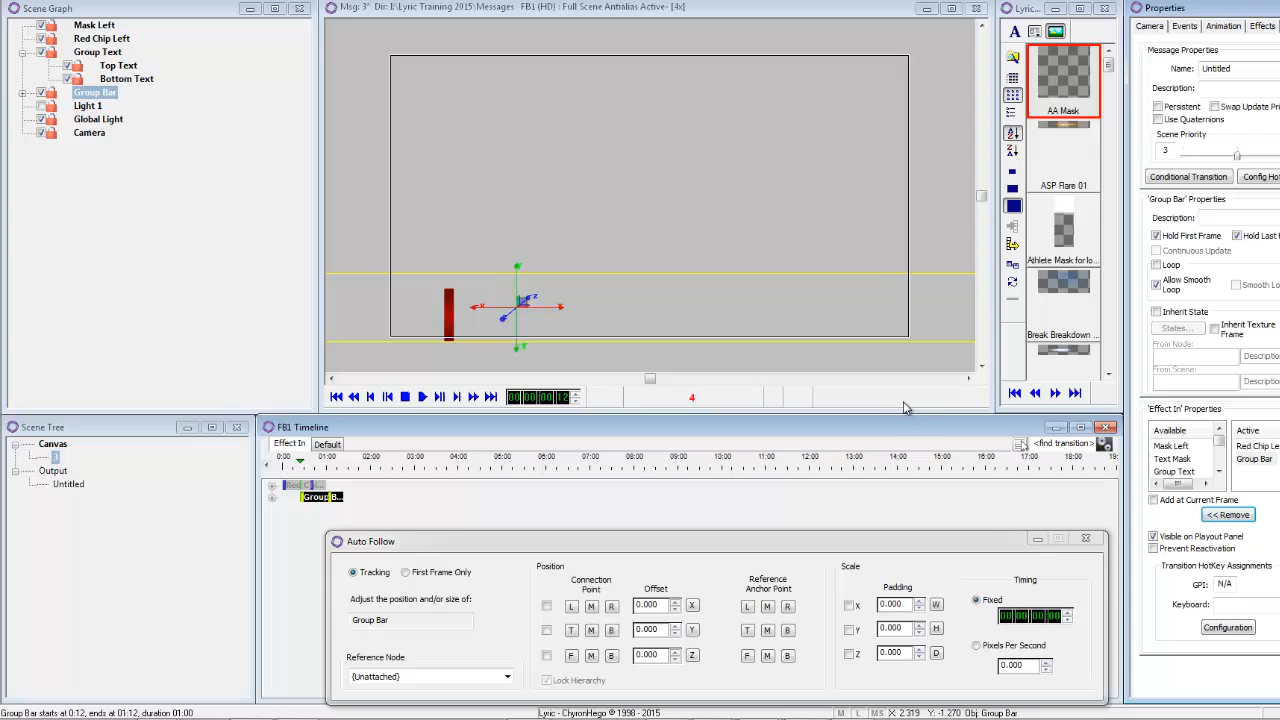 Scene Graph
Mask Left
Red Chip Left
Group Text
Top Text
Bottom Text
Group Bar
Light 1
Global Light
Camera
Msg: 3* Dir: E\Lyric Training 2015\Messages FB1 (HD) : Full Scene Antialias Active- [4x]
00 00 00 12
4
Lyric...
AA Mask
ASP Flare 01
Athlete Mask for lo
Break Breakdown
Properties
Camera Events Animation Effects
Message Properties
Name: Untitled
Description:
Persistent Swap Update Pri
Use Quaternions
Scene Priority
3
Conditional Transition Config Hot
'Group Bar' Properties
Description:
Hold First Frame Hold Last F
Continuous Update
Loop
Allow Smooth Loop Smooth Lo
Inherit State
States... Inherit Texture Frame
From Node: Description
From Scene: Description
'Effect In' Properties
Available Active
Mask Left Red Chip Le
Text Mask Group Bar
Group Text
Add at Current Frame
<< Remove
Visible on Playout Panel
Prevent Reactivation
Transition HotKey Assignments
GPI: N/A
Keyboard:
Configuration
Scene Tree
Canvas
3
Output
Untitled
FB1 Timeline
Effect In Default
<find transition>
0:00 01:00 02:00 03:00 04:00 05:00 06:00 07:00 08:00 09:00 10:00 11:00 12:00 13:00 14:00 15:00 16:00 17:00 18:00 19:
Red C...
Group B...
Auto Follow
Tracking First Frame Only
Adjust the position and/or size of:
Group Bar
Reference Node
{Unattached}
Position
Connection Point Offset Reference Anchor Point
L M R 0.000 X L M R
T M B 0.000 Y T M B
F M B 0.000 Z F M B
Lock Hierarchy
Scale
Padding
X 0.000 W
Y 0.000 H
Z 0.000 D
Timing
Fixed
00 00 00 00
Pixels Per Second
0.000
Group Bar starts at 0:12, ends at 01:12, duration 01:00 Lyric - ChyronHego © 1998 - 2015 M L MS X: 2.319 Y: -1.270 Obj: Group Bar